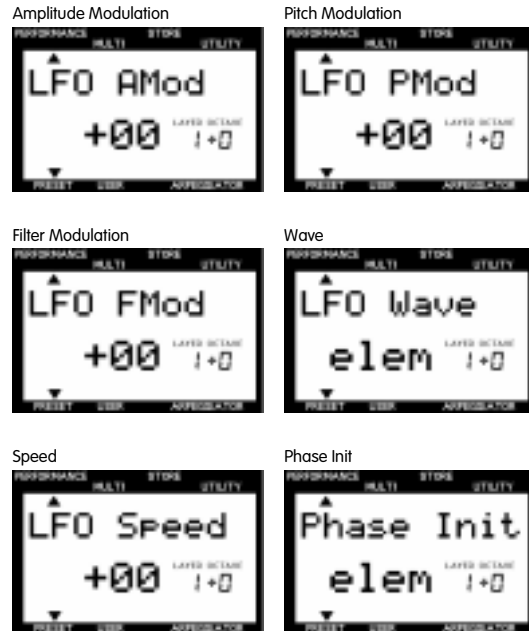 Amplitude Modulation
PERFORMANCE MULTI STORE UTILITY
LFO AMod
+00 LAYER OCTAVE 1+0
PRESET USER ARPEGGIATOR
Pitch Modulation
PERFORMANCE MULTI STORE UTILITY
LFO PMod
+00 LAYER OCTAVE 1+0
PRESET USER ARPEGGIATOR
Filter Modulation
PERFORMANCE MULTI STORE UTILITY
LFO FMod
+00 LAYER OCTAVE 1+0
PRESET USER ARPEGGIATOR
Wave
PERFORMANCE MULTI STORE UTILITY
LFO Wave
elem LAYER OCTAVE 1+0
PRESET USER ARPEGGIATOR
Speed
PERFORMANCE MULTI STORE UTILITY
LFO Speed
+00 LAYER OCTAVE 1+0
PRESET USER ARPEGGIATOR
Phase Init
PERFORMANCE MULTI STORE UTILITY
Phase Init
elem LAYER OCTAVE 1+0
PRESET USER ARPEGGIATOR